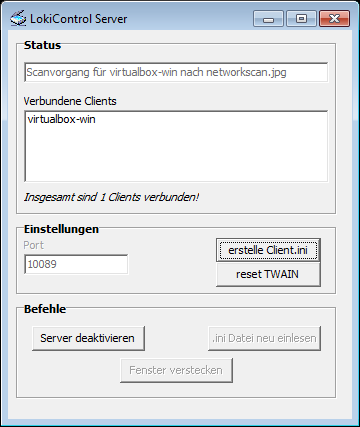 LokiControl Server
Status
Scanvorgang für virtualbox-win nach networkscan.jpg
Verbundene Clients
virtualbox-win
Insgesamt sind 1 Clients verbunden!
Einstellungen
Port
10089
erstelle Client.ini
reset TWAIN
Befehle
Server deaktivieren
.ini Datei neu einlesen
Fenster verstecken